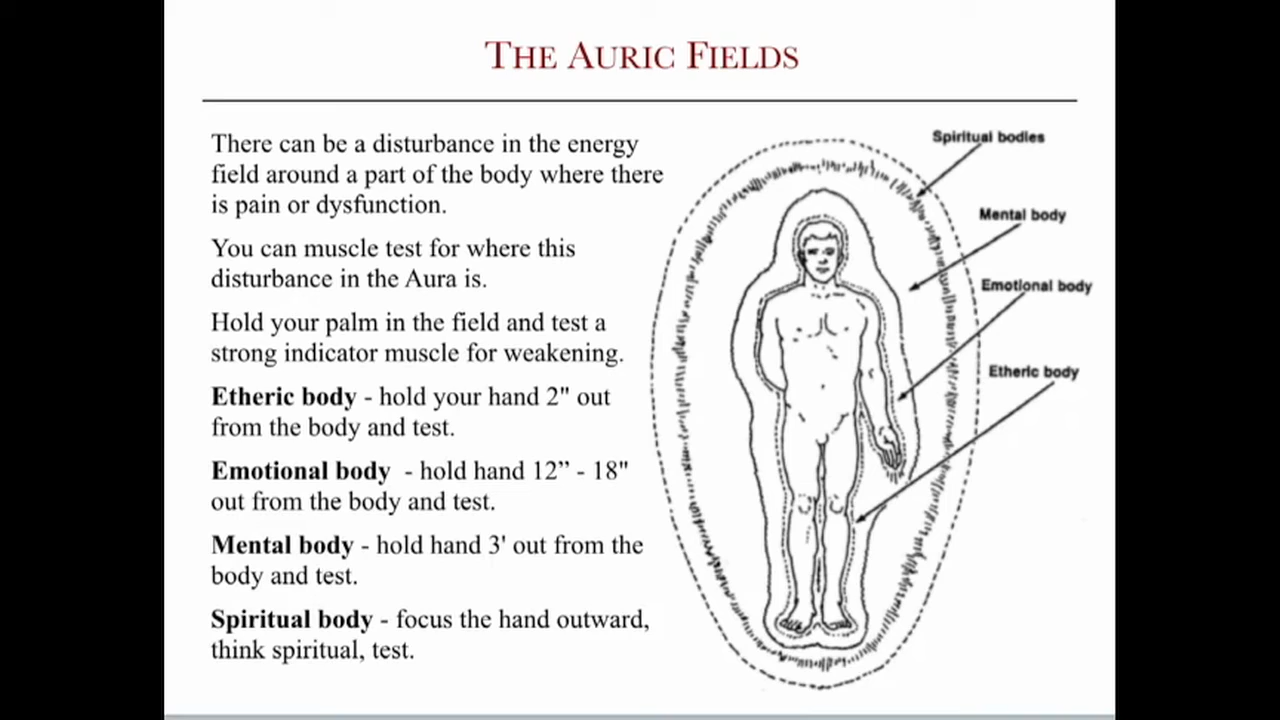 THE AURIC FIELDS
There can be a disturbance in the energy
field around a part of the body where there
is pain or dysfunction.
You can muscle test for where this
disturbance in the Aura is.
Hold your palm in the field and test a
strong indicator muscle for weakening.
Etheric body - hold your hand 2" out
from the body and test.
Emotional body  - hold hand 12” - 18"
out from the body and test.
Mental body - hold hand 3' out from the
body and test.
Spiritual body - focus the hand outward,
think spiritual, test.
Spiritual bodies
Mental body
Emotional body
Etheric body